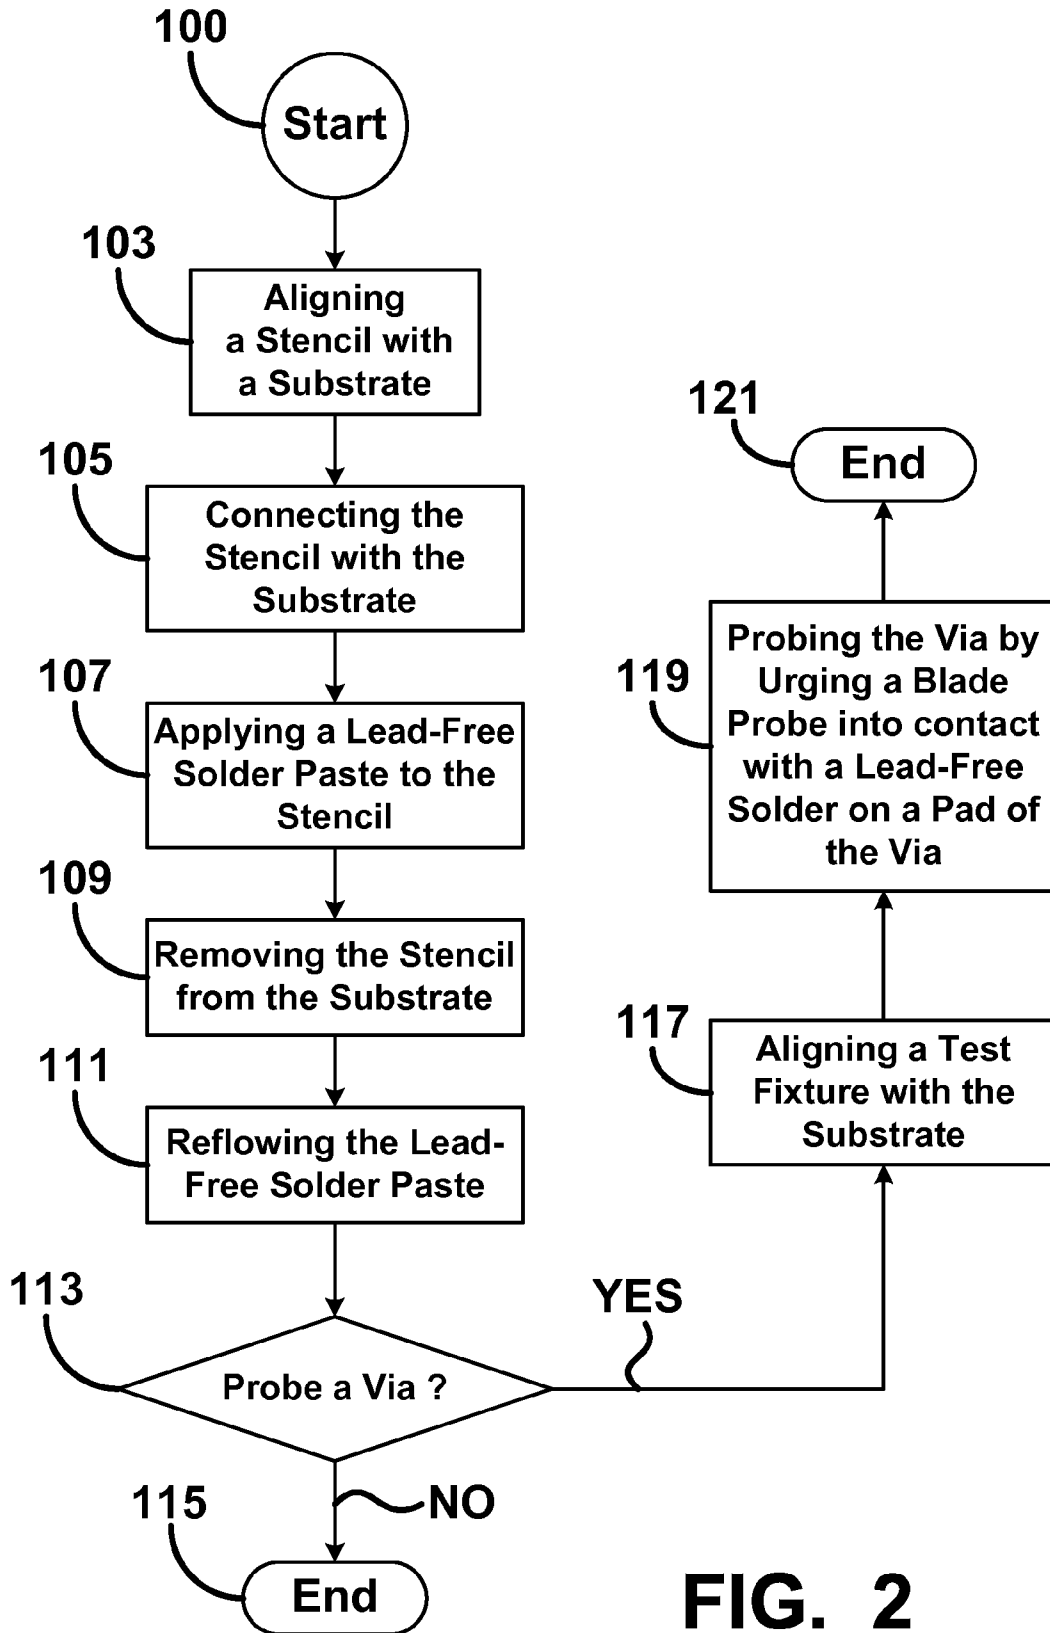 100
Start
103
Aligning
a Stencil with
a Substrate
105
Connecting the
Stencil with the
Substrate
107
Applying a Lead-Free
Solder Paste to the
Stencil
109
Removing the Stencil
from the Substrate
111
Reflowing the Lead-
Free Solder Paste
113
Probe a Via ?
YES
NO
115
End
117
Aligning a Test
Fixture with the
Substrate
119
Probing the Via by
Urging a Blade
Probe into contact
with a Lead-Free
Solder on a Pad of
the Via
121
End
FIG. 2